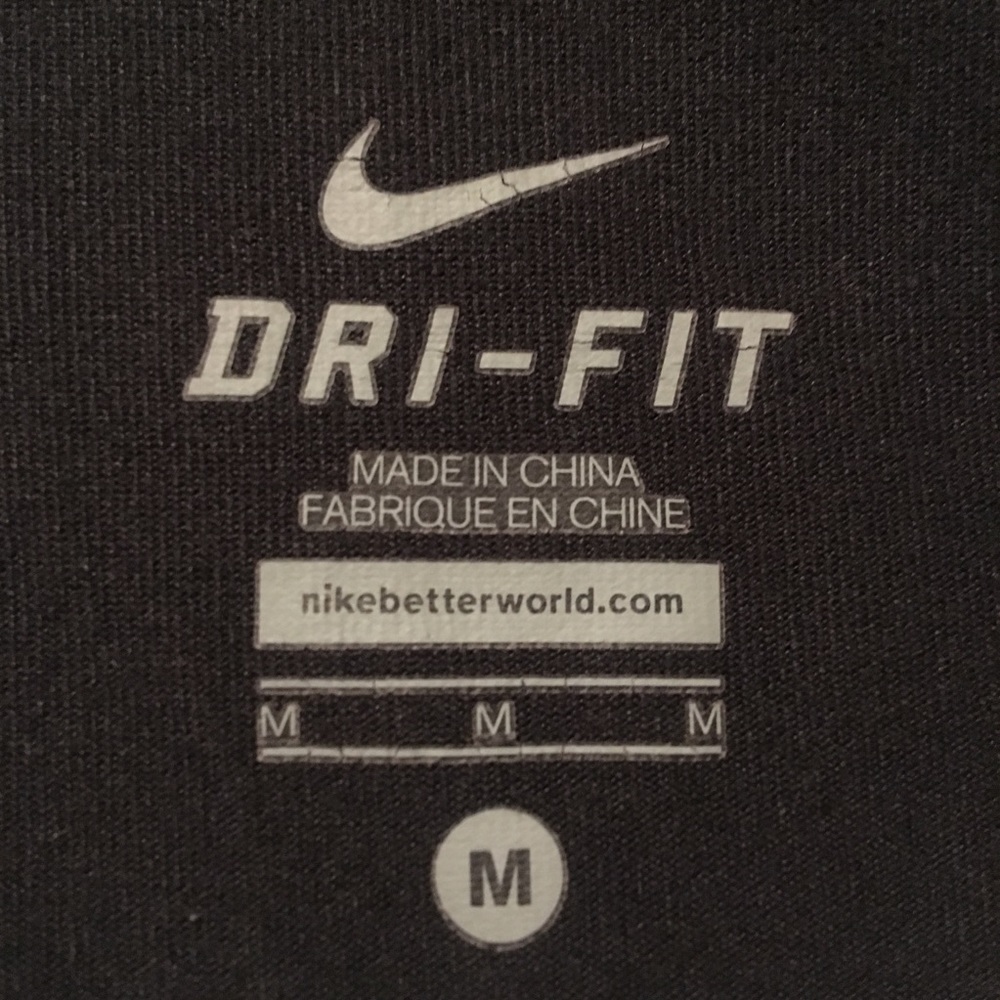 DRI-FIT
MADE IN CHINA
FABRIQUE EN CHINE
nikebetterworld.com
M M M
M